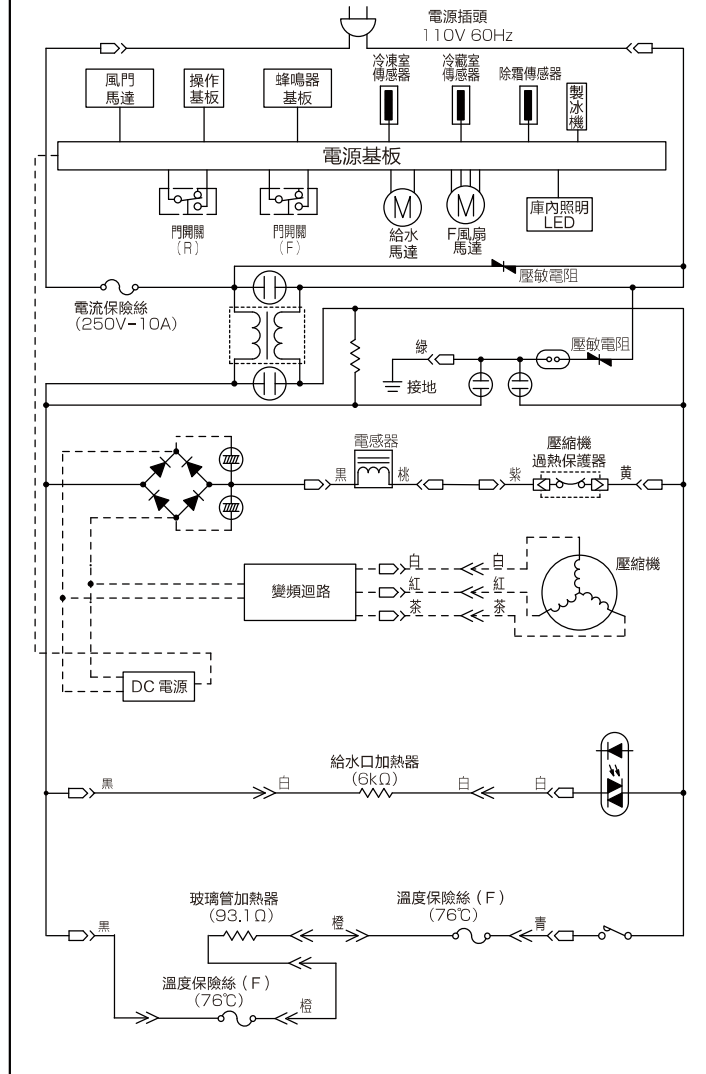 電源插頭
110V 60Hz
冷凍室
傳感器
冷藏室
傳感器
除霜傳感器
風門
馬達
操作
基板
蜂鳴器
基板
製
冰
機
電源基板
門開關
(R)
門開關
(F)
M
給水
馬達
M
F風扇
馬達
庫內照明
LED
壓敏電阻
電流保險絲
(250V-10A)
綠
接地
壓敏電阻
電感器
黑
桃
壓縮機
過熱保護器
紫
黄
變頻迴路
白
紅
茶
白
紅
茶
壓縮機
DC 電源
給水口加熱器
(6kΩ)
黑
白
白
白
玻璃管加熱器
(93.1Ω)
溫度保險絲(F)
(76℃)
黑
橙
青
溫度保險絲(F)
(76℃)
橙